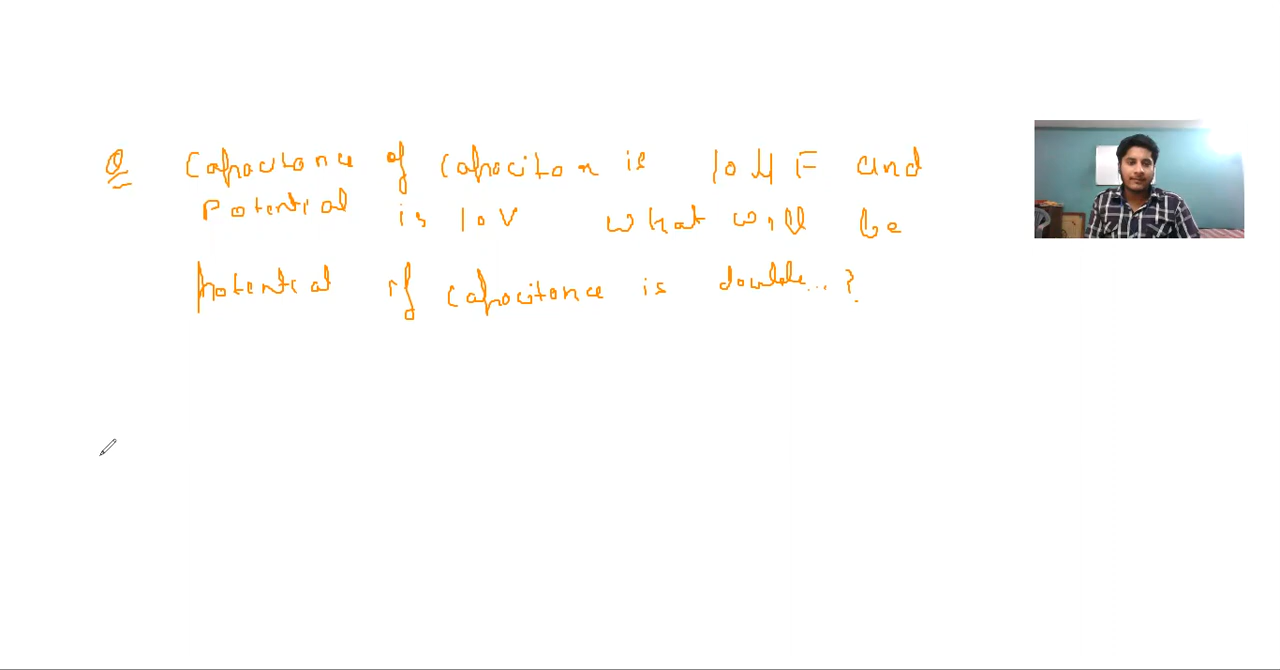 Q Capacitance of capacitor is 10 μF and
Potential is 10V what will be
potential if capacitance is double...?